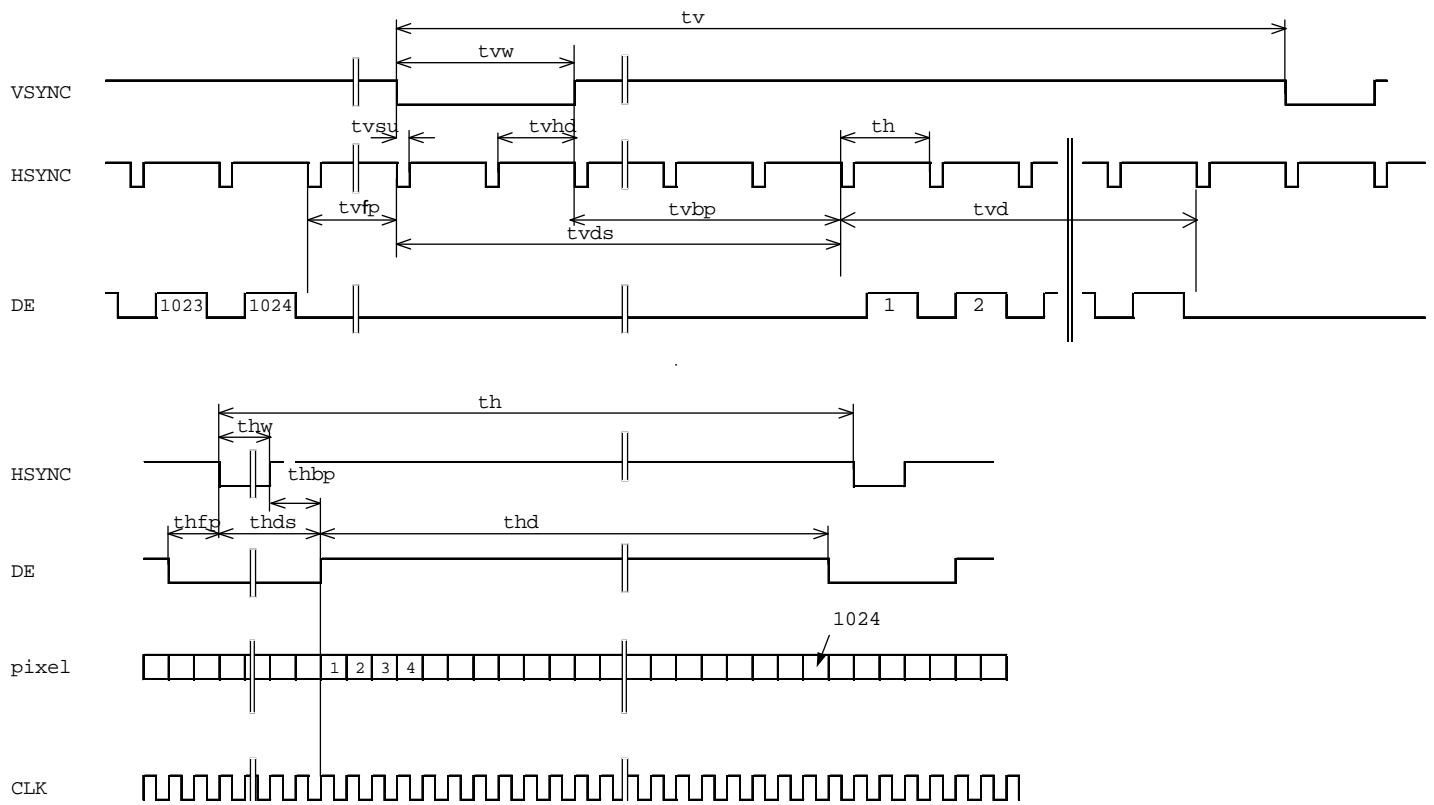 tv
tvw
VSYNC
tvsu
tvhd
th
HSYNC
tvfp
tvbp
tvd
tvds
DE
1023
1024
1
2
th
thw
HSYNC
thbp
thfp
thds
thd
DE
1024
pixel
1 2 3 4
CLK